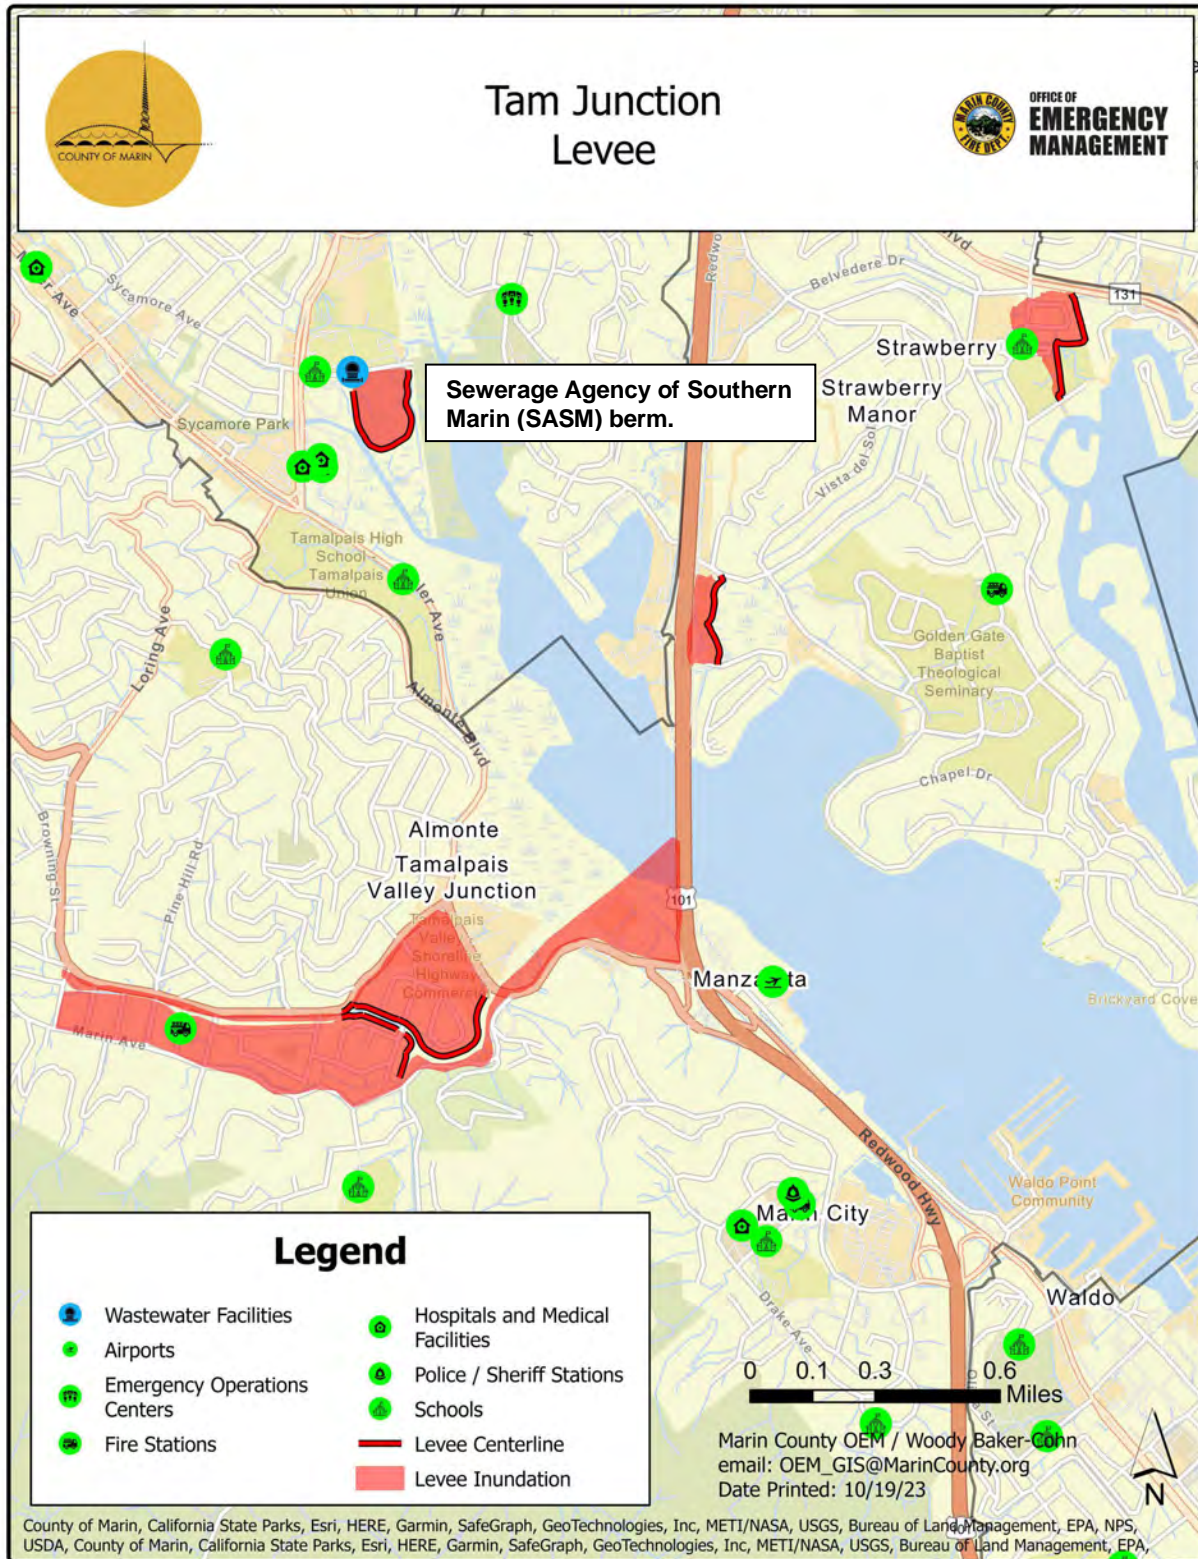 COUNTY OF MARIN
Tam Junction
Levee
MARIN COUNTY
FIRE DEPT.
OFFICE OF
EMERGENCY
MANAGEMENT
Belvedere Dr
131
Sycamore Ave
Strawberry
Strawberry
Manor
Sewerage Agency of Southern
Marin (SASM) berm.
Sycamore Park
Vista del Sol
Tamalpais High
School -
Tamalpais
Union
Loring Ave
Golden Gate
Baptist
Theological
Seminary
Almonte Blvd
Chapel Dr
Browning St
Pine Hill Rd
Almonte
Tamalpais
Valley Junction
101
Tamalpais
Valley
Shoreline
Highway
Manzanita
Brickyard Cove
Marin Ave
Redwood Hwy
Waldo Point
Community
Marin City
Drake Ave
Waldo
Legend
Wastewater Facilities
Airports
Emergency Operations
Centers
Fire Stations
Hospitals and Medical
Facilities
Police / Sheriff Stations
Schools
Levee Centerline
Levee Inundation
0 0.1 0.3 0.6
Miles
Marin County OEM / Woody Baker-Cohn
email: OEM_GIS@MarinCounty.org
Date Printed: 10/19/23
N
County of Marin, California State Parks, Esri, HERE, Garmin, SafeGraph, GeoTechnologies, Inc, METI/NASA, USGS, Bureau of Land Management, EPA, NPS,
USDA, County of Marin, California State Parks, Esri, HERE, Garmin, SafeGraph, GeoTechnologies, Inc, METI/NASA, USGS, Bureau of Land Management, EPA,